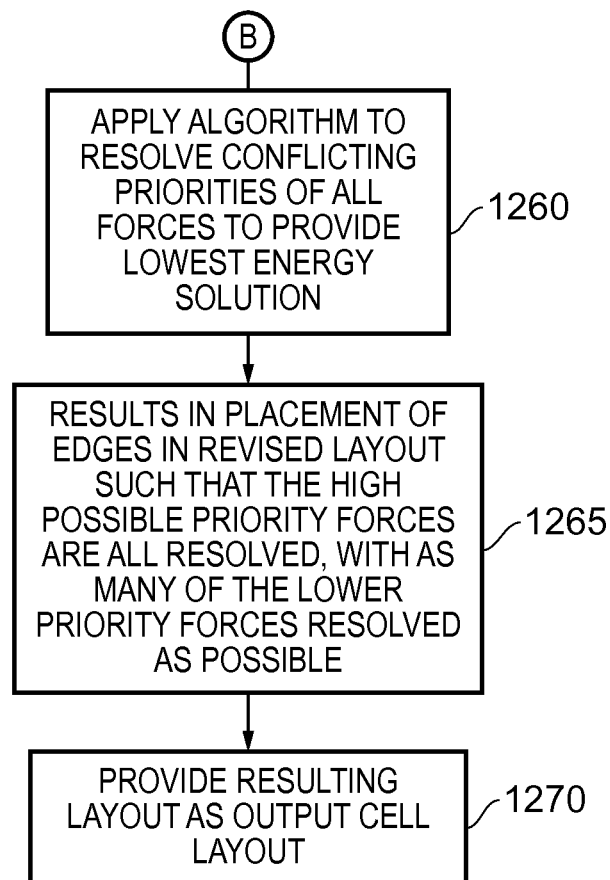 B
APPLY ALGORITHM TO
RESOLVE CONFLICTING
PRIORITIES OF ALL
FORCES TO PROVIDE
LOWEST ENERGY
SOLUTION
1260
RESULTS IN PLACEMENT OF
EDGES IN REVISED LAYOUT
SUCH THAT THE HIGH
POSSIBLE PRIORITY FORCES
ARE ALL RESOLVED, WITH AS
MANY OF THE LOWER
PRIORITY FORCES RESOLVED
AS POSSIBLE
1265
PROVIDE RESULTING
LAYOUT AS OUTPUT CELL
LAYOUT
1270